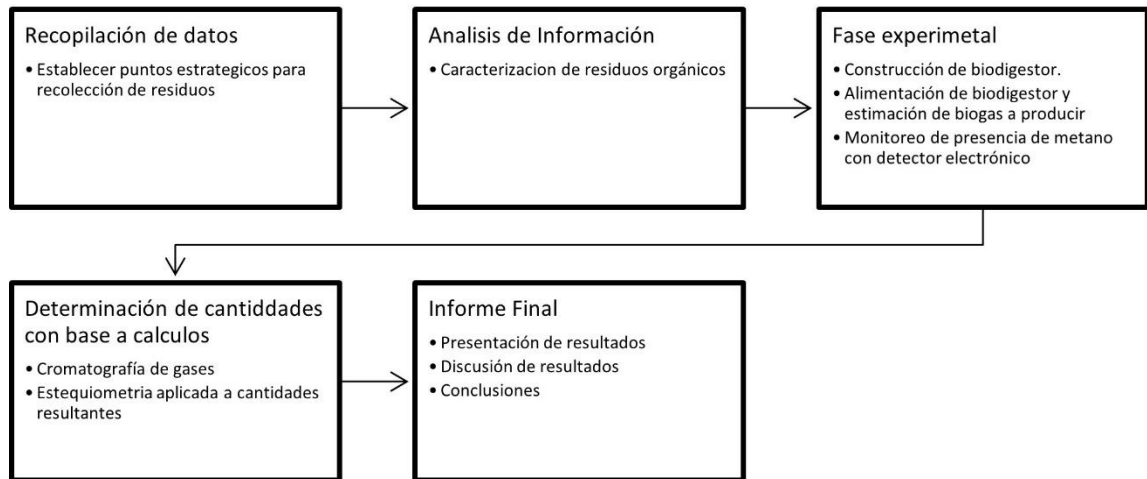 Recopilación de datos
• Establecer puntos estrategicos para
recolección de residuos
Analisis de Información
• Caracterizacion de residuos orgánicos
Fase experimetal
• Construcción de biodigestor.
• Alimentación de biodigestor y
estimación de biogas a producir
• Monitoreo de presencia de metano
con detector electrónico
Determinación de cantiddades
con base a calculos
• Cromatografía de gases
• Estequiometria aplicada a cantidades
resultantes
Informe Final
• Presentación de resultados
• Discusión de resultados
• Conclusiones